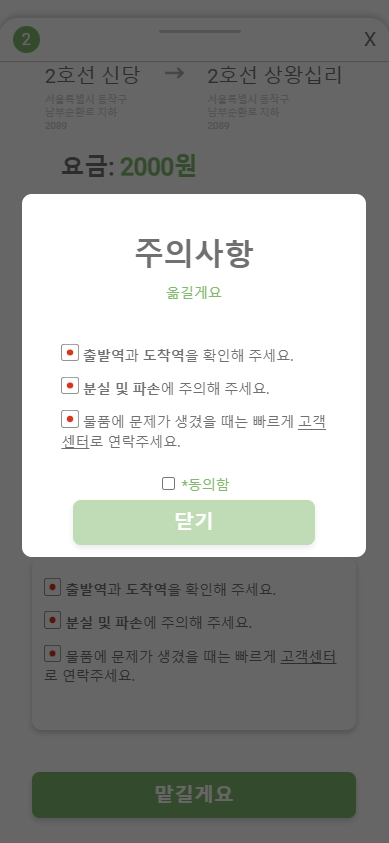 2
X
2호선 신당 → 2호선 상왕십리
서울특별시 동작구 서울특별시 동작구
남부순환로 지하 남부순환로 지하
2089 2089
요금: 2000원
주의사항
옮길게요
출발역과 도착역을 확인해 주세요.
분실 및 파손에 주의해 주세요.
물품에 문제가 생겼을 때는 빠르게 고객
센터로 연락주세요.
*동의함
닫기
출발역과 도착역을 확인해 주세요.
분실 및 파손에 주의해 주세요.
물품에 문제가 생겼을 때는 빠르게 고객센터
로 연락주세요.
맡길게요